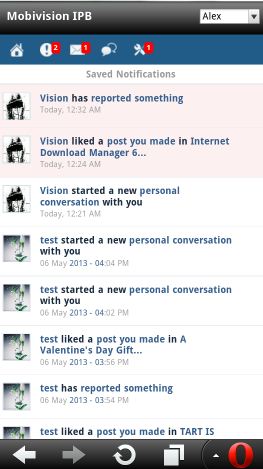 Mobivision IPB
Alex
2
1
1
Saved Notifications
Vision has reported something
Today, 12:32 AM
Vision liked a post you made in Internet
Download Manager 6...
Today, 12:24 AM
Vision started a new personal
conversation with you
Today, 12:21 AM
test started a new personal conversation
with you
06 May 2013 - 04:04 PM
test started a new personal conversation
with you
06 May 2013 - 04:02 PM
test liked a post you made in A
Valentine's Day Gift...
06 May 2013 - 03:56 PM
test has reported something
06 May 2013 - 03:54 PM
test liked a post you made in TART IS